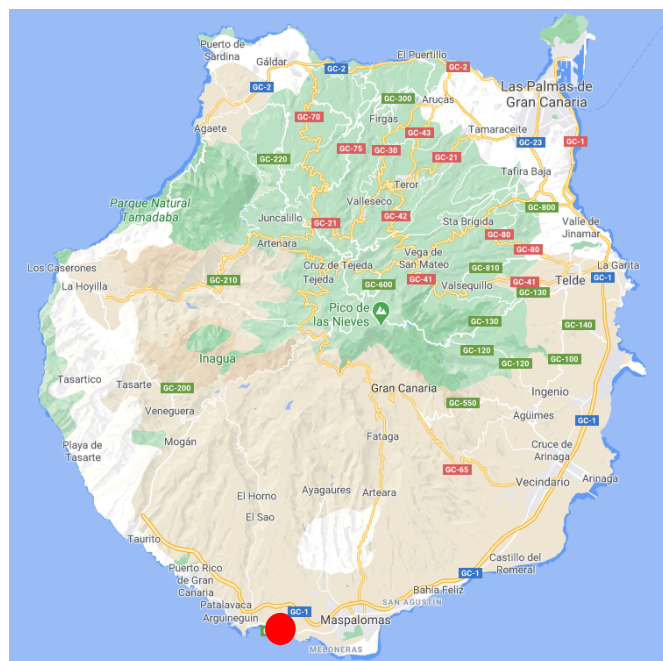 Puerto de
Sardina
Gáldar
El Puertillo
GC-2
GC-2
GC-2
GC-300
Arucas
Las Palmas de
Gran Canaria
GC-70
Firgas
Agaete
GC-43
Tamaraceite
GC-75
GC-30
GC-23
GC-1
GC-220
GC-21
Tafira Baja
Teror
Parque Natural
Tamadaba
Valleseco
GC-800
Juncalillo
GC-21
GC-42
Sta Brígida
Valle de
Jinamar
GC-80
Artenara
GC-80
Vega de
San Mateo
Los Caserones
Cruz de Tejeda
GC-810
La Garita
GC-210
Tejeda
GC-600
GC-41
Valsequillo
GC-41
Telde
GC-1
La Hoyilla
GC-130
Pico de
las Nieves
GC-130
GC-140
Inagua
GC-120
GC-120
GC-100
Tasartico
Tasarte
GC-200
Gran Canaria
Ingenio
GC-550
Veneguera
Agüimes
GC-1
Playa de
Tasarte
Mogán
Fataga
Cruce de
Arinaga
GC-65
Arinaga
Vecindario
El Horno
Ayagaures
Arteara
El Sao
Taurito
Castillo del
Romeral
Puerto Rico
de Gran
Canaria
GC-1
Bahia Feliz
Patalavaca
SAN AGUSTÍN
GC-1
Arguineguín
Maspalomas
MELONERAS